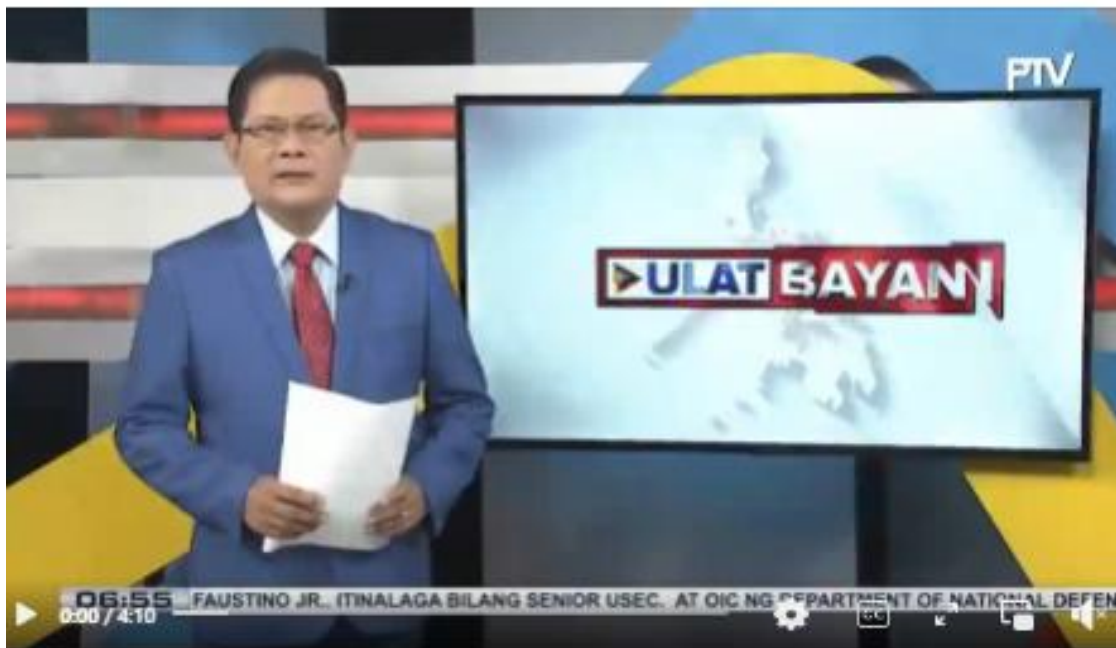 PTV
ULAT BAYAN
06:55 FAUSTINO JR., ITINALAGA BILANG SENIOR USEC. AT OIC NG DEPARTMENT OF NATIONAL DEFEN
0:00 / 4:10
CC